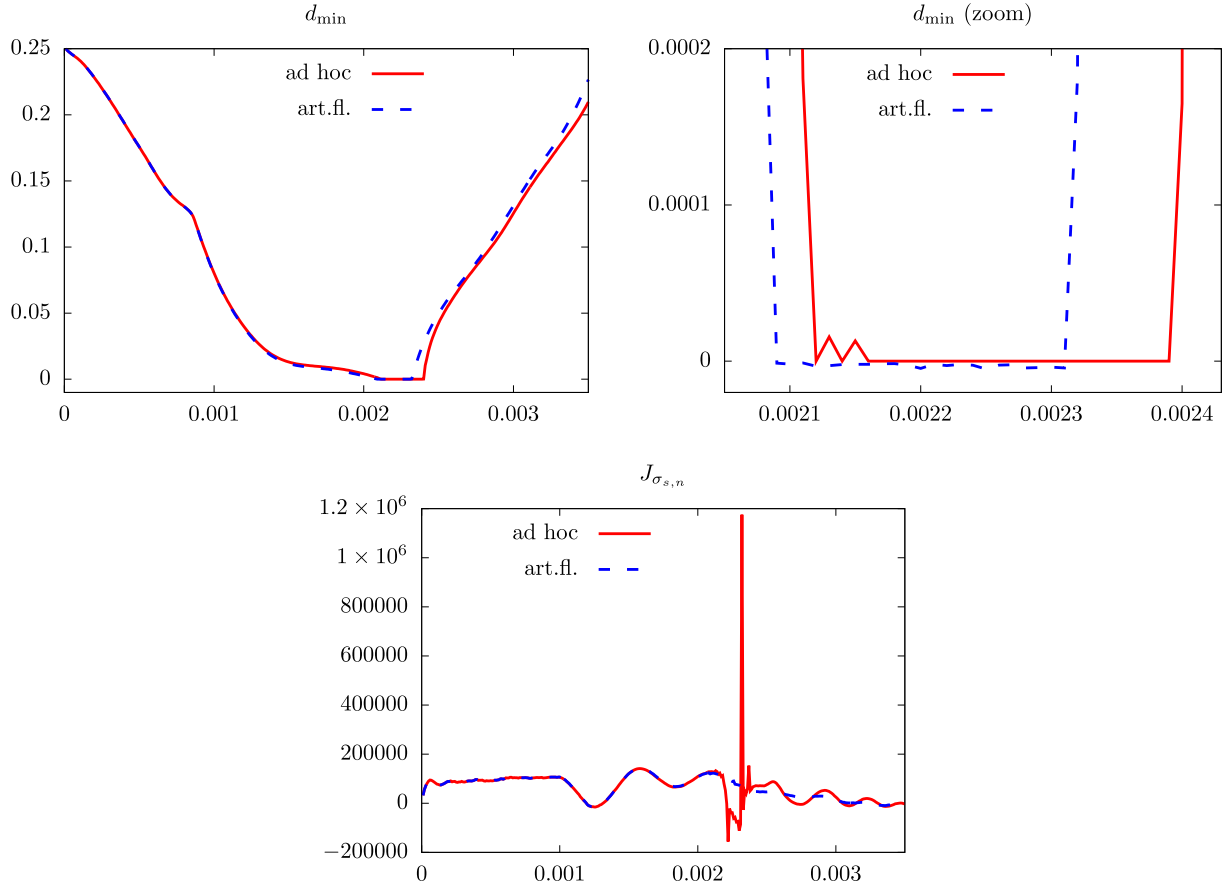 d_min
0.25
0.2
0.15
0.1
0.05
0
0 0.001 0.002 0.003
ad hoc
art.fl.
d_min (zoom)
0.0002
0.0001
0
0.0021 0.0022 0.0023 0.0024
ad hoc
art.fl.
J_σ_s,n
1.2 × 10^6
1 × 10^6
800000
600000
400000
200000
0
−200000
0 0.001 0.002 0.003
ad hoc
art.fl.